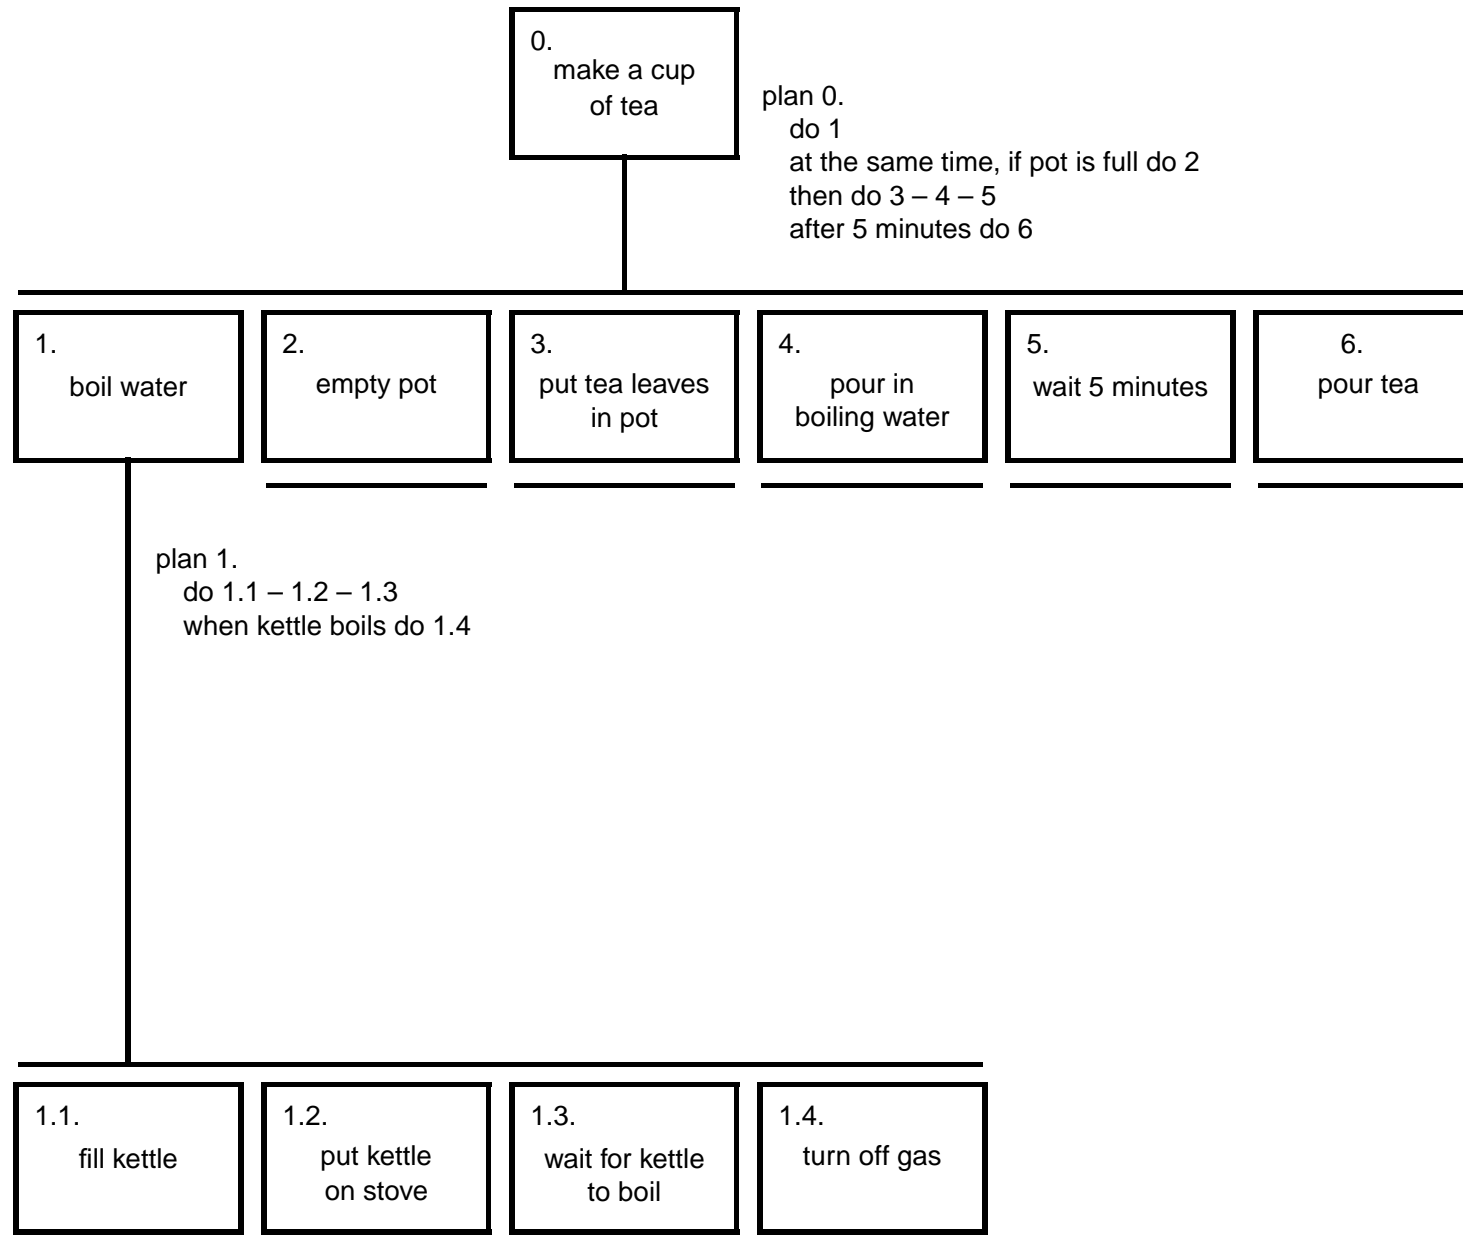 0.
make a cup
of tea
plan 0.
do 1
at the same time, if pot is full do 2
then do 3 – 4 – 5
after 5 minutes do 6
1.
boil water
2.
empty pot
3.
put tea leaves
in pot
4.
pour in
boiling water
5.
wait 5 minutes
6.
pour tea
plan 1.
do 1.1 – 1.2 – 1.3
when kettle boils do 1.4
1.1.
fill kettle
1.2.
put kettle
on stove
1.3.
wait for kettle
to boil
1.4.
turn off gas